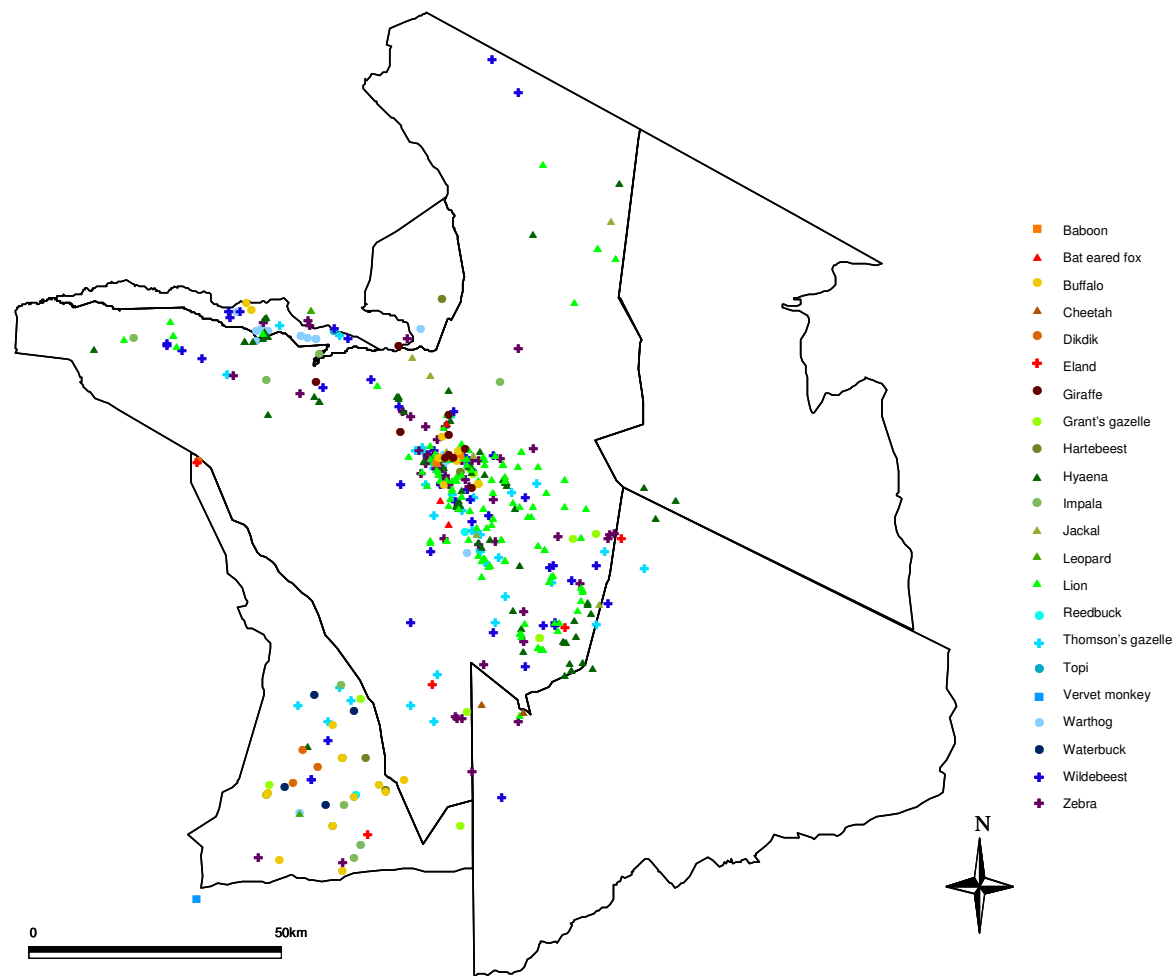 Baboon
Bat eared fox
Buffalo
Cheetah
Dikdik
Eland
Giraffe
Grant's gazelle
Hartebeest
Hyaena
Impala
Jackal
Leopard
Lion
Reedbuck
Thomson's gazelle
Topi
Vervet monkey
Warthog
Waterbuck
Wildebeest
Zebra
N
0 50km